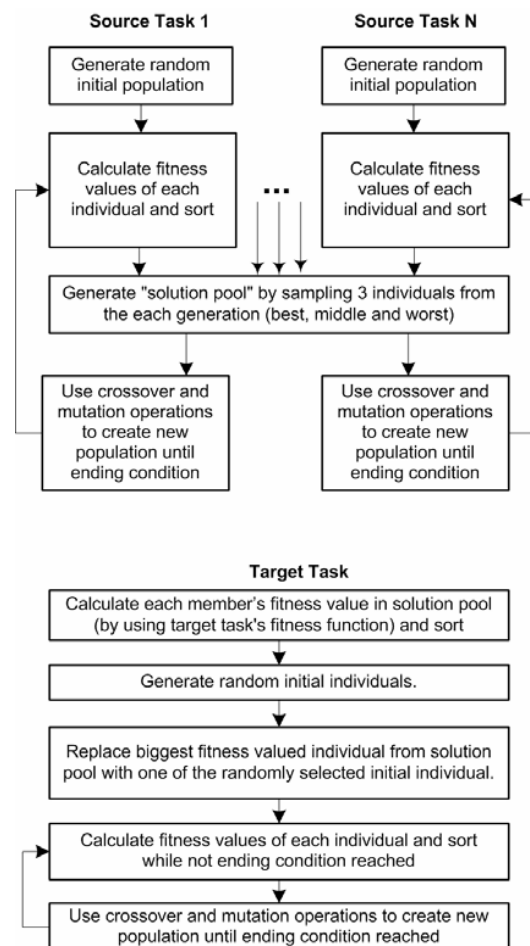 Source Task 1
Source Task N
Generate random
initial population
Generate random
initial population
Calculate fitness
values of each
individual and sort
...
Calculate fitness
values of each
individual and sort
Generate "solution pool" by sampling 3 individuals from
the each generation (best, middle and worst)
Use crossover and
mutation operations
to create new
population until
ending condition
Use crossover and
mutation operations
to create new
population until
ending condition
Target Task
Calculate each member's fitness value in solution pool
(by using target task's fitness function) and sort
Generate random initial individuals.
Replace biggest fitness valued individual from solution
pool with one of the randomly selected initial individual.
Calculate fitness values of each individual and sort
while not ending condition reached
Use crossover and mutation operations to create new
population until ending condition reached